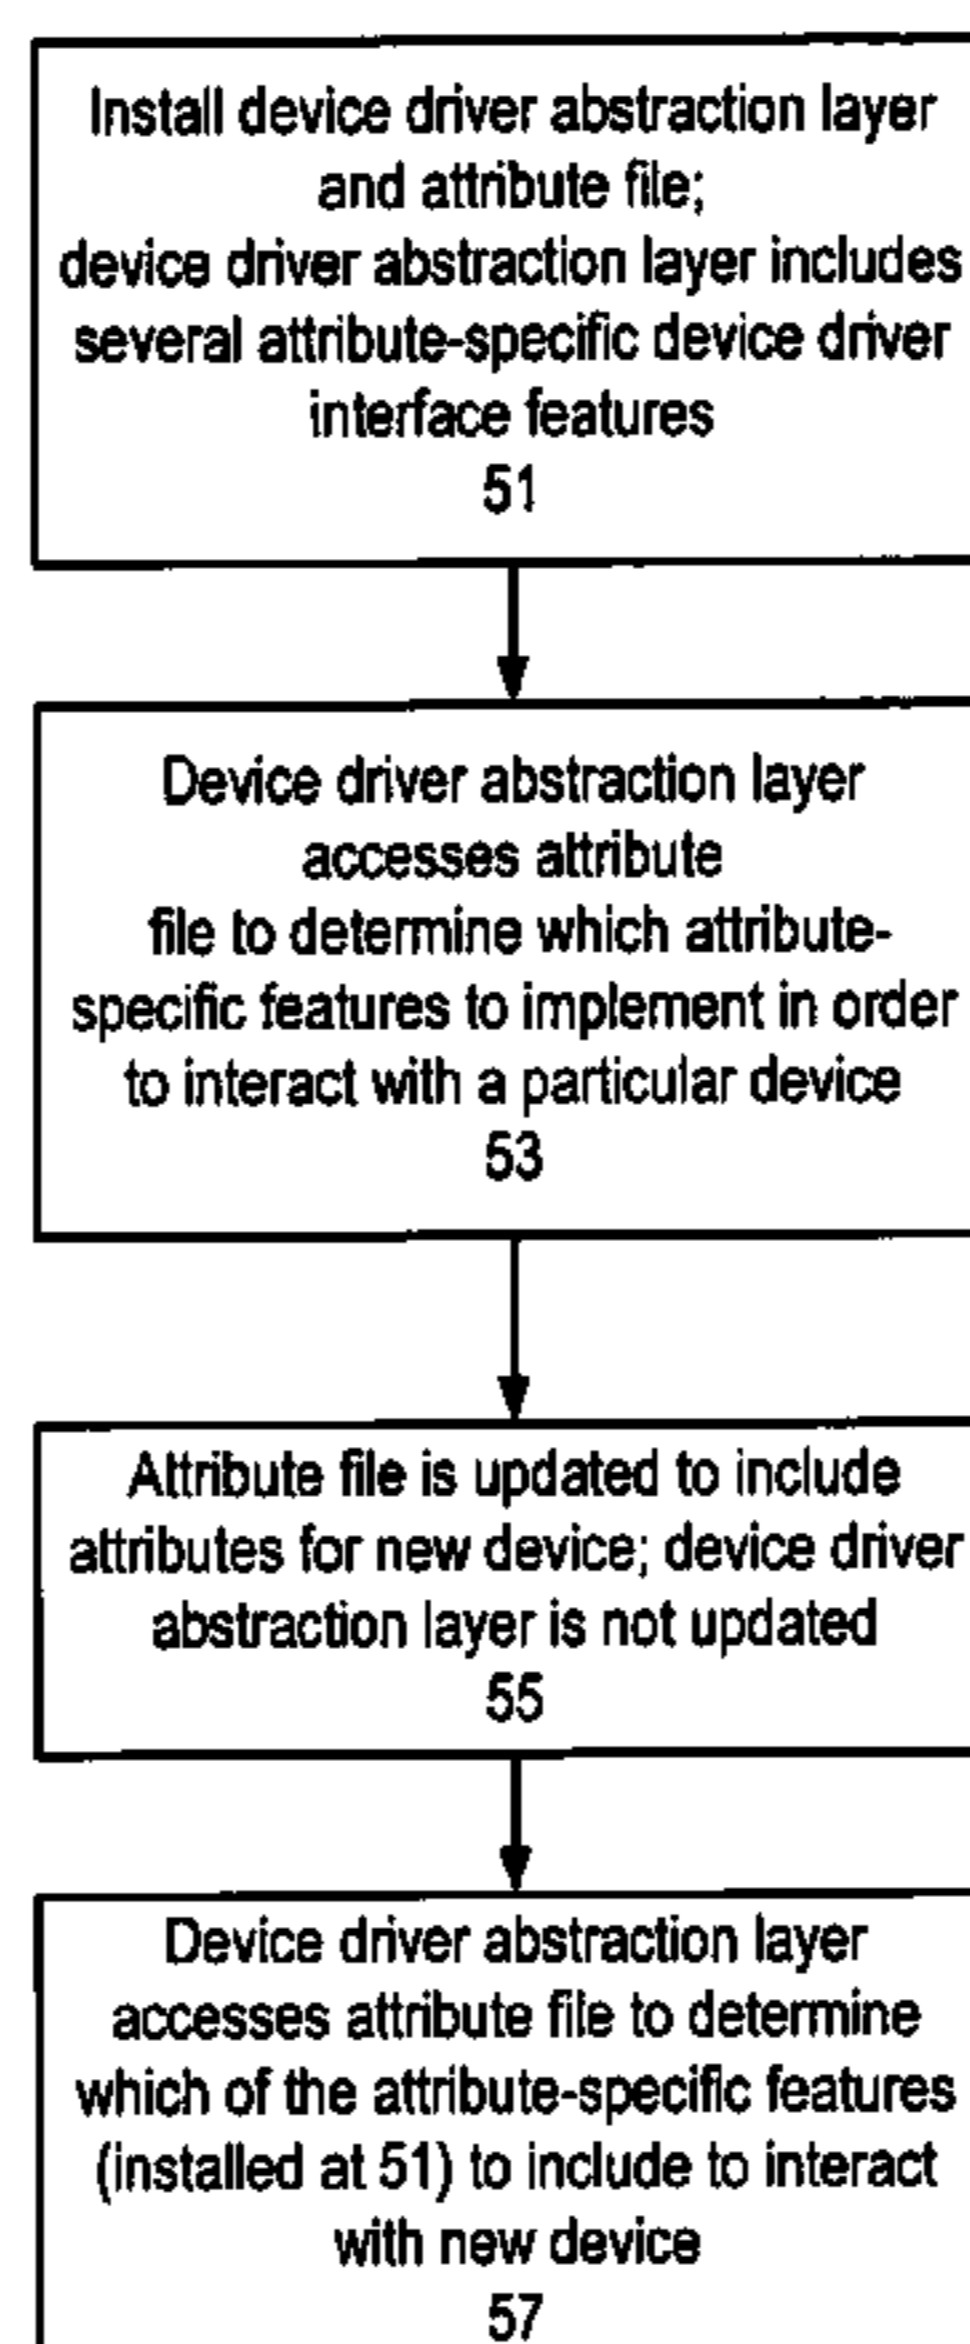 Install device driver abstraction layer
and attribute file;
device driver abstraction layer includes
several attribute-specific device driver
interface features
51
Device driver abstraction layer
accesses attribute
file to determine which attribute-
specific features to implement in order
to interact with a particular device
53
Attribute file is updated to include
attributes for new device; device driver
abstraction layer is not updated
55
Device driver abstraction layer
accesses attribute file to determine
which of the attribute-specific features
(installed at 51) to include to interact
with new device
57